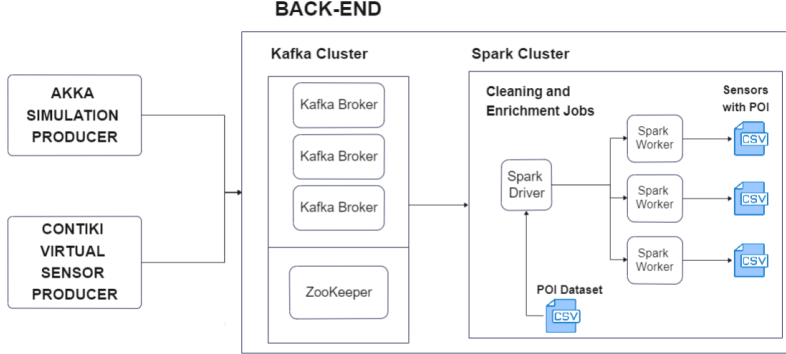 BACK-END
Kafka Cluster
Spark Cluster
AKKA
SIMULATION
PRODUCER
CONTIKI
VIRTUAL
SENSOR
PRODUCER
Kafka Broker
Kafka Broker
Kafka Broker
ZooKeeper
Cleaning and
Enrichment Jobs
Spark
Driver
POI Dataset
CSV
Spark
Worker
Spark
Worker
Spark
Worker
Sensors
with POI
CSV
CSV
CSV